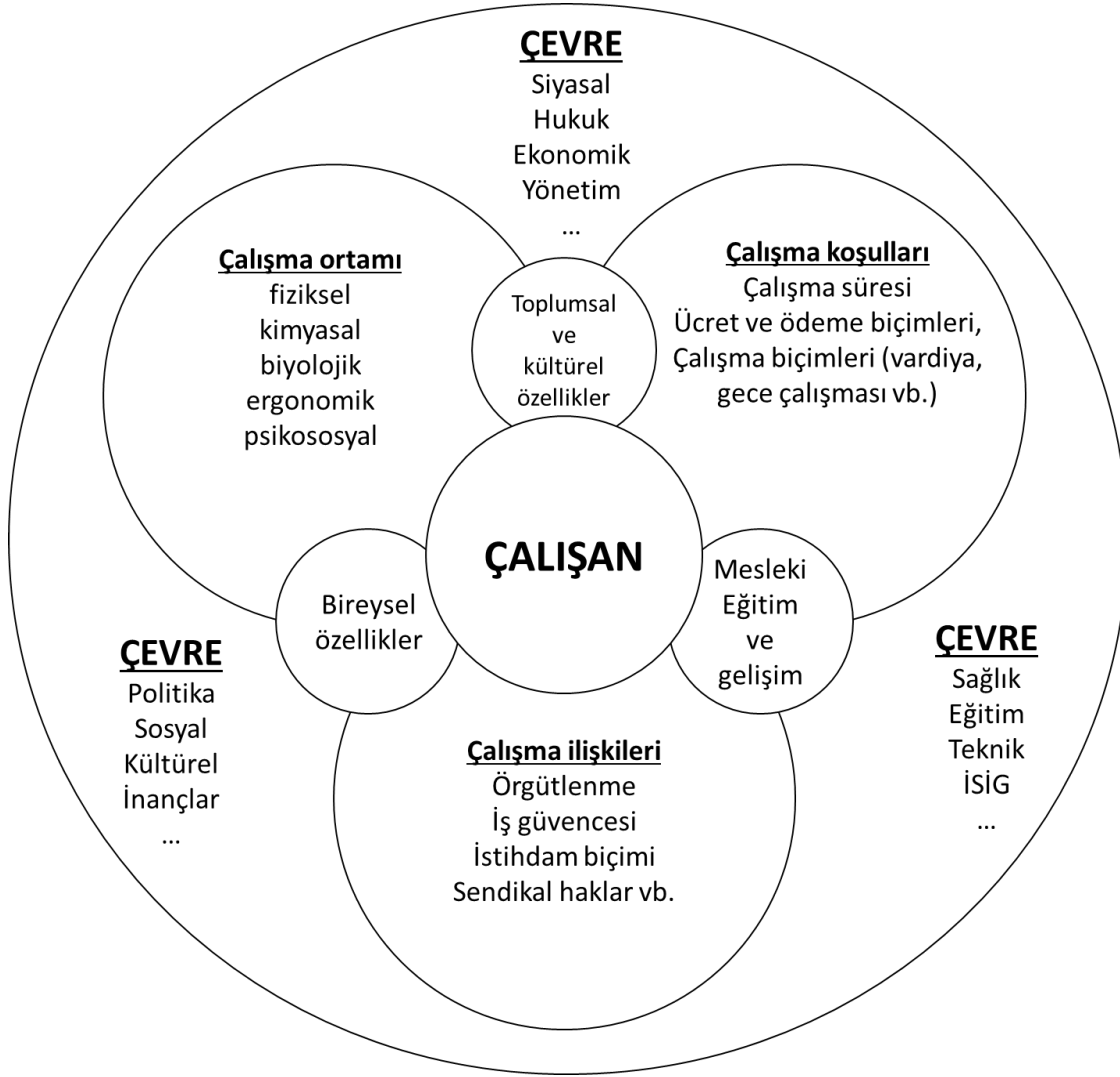 ÇEVRE
Siyasal
Hukuk
Ekonomik
Yönetim
...
Çalışma ortamı
fiziksel
kimyasal
biyolojik
ergonomik
psikososyal
Toplumsal
ve
kültürel
özellikler
Çalışma koşulları
Çalışma süresi
Ücret ve ödeme biçimleri,
Çalışma biçimleri (vardiya,
gece çalışması vb.)
ÇALIŞAN
Bireysel
özellikler
Mesleki
Eğitim
ve
gelişim
ÇEVRE
Politika
Sosyal
Kültürel
İnançlar
...
Çalışma ilişkileri
Örgütlenme
İş güvencesi
İstihdam biçimi
Sendikal haklar vb.
ÇEVRE
Sağlık
Eğitim
Teknik
İSİG
...